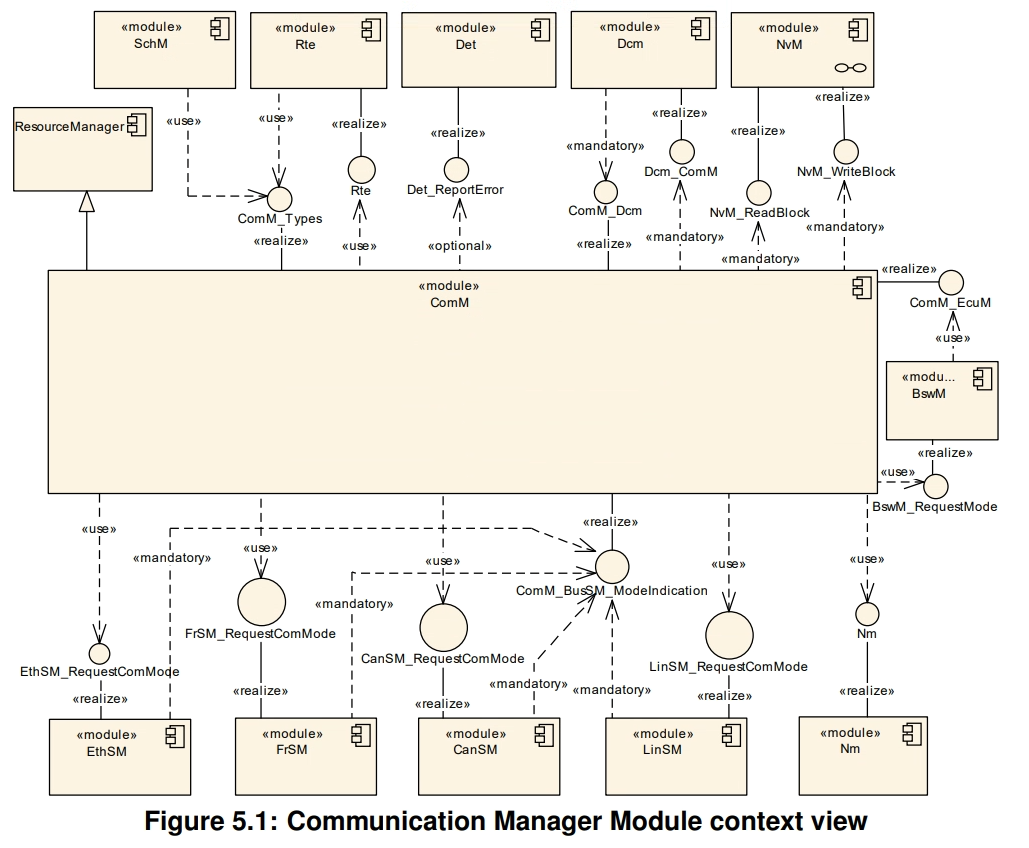 «module»
SchM
«module»
Rte
«module»
Det
«module»
Dcm
«module»
NvM
ResourceManager
«use»
«use»
«realize»
«realize»
«mandatory»
«realize»
«realize»
«realize»
Rte
Det_ReportError
Dcm_ComM
NvM_WriteBlock
ComM_Types
ComM_Dcm
NvM_ReadBlock
«realize»
«use»
«optional»
«realize»
«mandatory»
«mandatory»
«mandatory»
«module»
ComM
«realize»
ComM_EcuM
«use»
«modu...
BswM
«realize»
«use»
BswM_RequestMode
«use»
«mandatory»
«use»
«mandatory»
«use»
«realize»
ComM_BusSM_ModeIndication
«use»
«use»
FrSM_RequestComMode
CanSM_RequestComMode
LinSM_RequestComMode
Nm
EthSM_RequestComMode
«realize»
«realize»
«realize»
«mandatory»
«mandatory»
«realize»
«realize»
«module»
EthSM
«module»
FrSM
«module»
CanSM
«module»
LinSM
«module»
Nm
Figure 5.1: Communication Manager Module context view